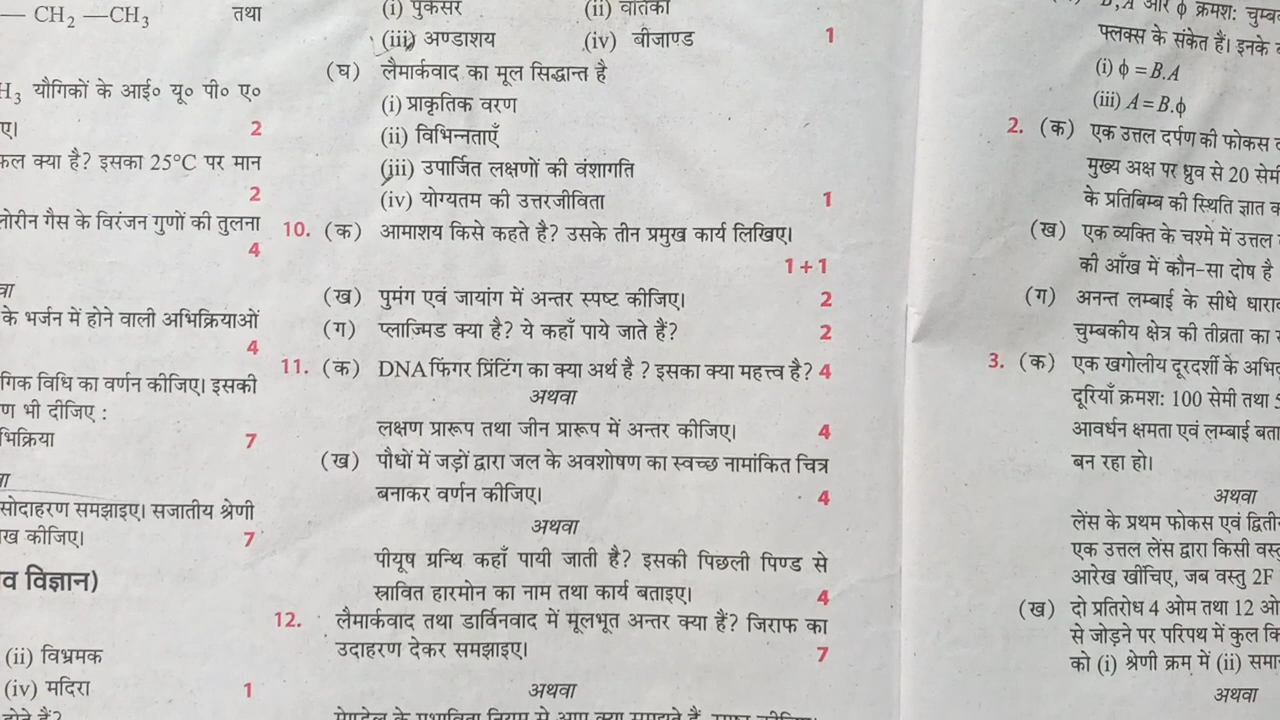 — CH₂ —CH₃ तथा
H₃ यौगिकों के आई० यू० पी० ए०
2
क्या है? इसका 25°C पर मान
2
गैस के विरंजन गुणों की तुलना
4
के भर्जन में होने वाली अभिक्रियाओं
4
विधि का वर्णन कीजिए। इसकी
भी दीजिए :
7
सोदाहरण समझाइए। सजातीय श्रेणी
कीजिए।
7
विज्ञान)
(ii) विभ्रमक
(iv) मदिरा 1
(i) पुंकेसर (ii) वर्तिका
(iii) अण्डाशय (iv) बीजाण्ड 1
(घ) लैमार्कवाद का मूल सिद्धान्त है
(i) प्राकृतिक वरण
(ii) विभिन्नताएँ
(iii) उपार्जित लक्षणों की वंशागति
(iv) योग्यतम की उत्तरजीविता 1
10. (क) आमाशय किसे कहते है? उसके तीन प्रमुख कार्य लिखिए।
1 + 1
(ख) पुमंग एवं जायांग में अन्तर स्पष्ट कीजिए। 2
(ग) प्लाज्मिड क्या है? ये कहाँ पाये जाते हैं? 2
11. (क) DNA फिंगर प्रिंटिंग का क्या अर्थ है ? इसका क्या महत्त्व है? 4
अथवा
लक्षण प्रारूप तथा जीन प्रारूप में अन्तर कीजिए। 4
(ख) पौधों में जड़ों द्वारा जल के अवशोषण का स्वच्छ नामांकित चित्र
बनाकर वर्णन कीजिए। 4
अथवा
पीयूष ग्रन्थि कहाँ पायी जाती है? इसकी पिछली पिण्ड से
स्रावित हारमोन का नाम तथा कार्य बताइए। 4
12. लैमार्कवाद तथा डार्विनवाद में मूलभूत अन्तर क्या हैं? जिराफ का
उदाहरण देकर समझाइए। 7
अथवा
B, A और ϕ क्रमश:
फ्लक्स के संकेत हैं। इनके
(i) ϕ = B.A
(iii) A = B.ϕ
2. (क) एक उत्तल दर्पण की फोकस
मुख्य अक्ष पर ध्रुव से 20 सेमी
के प्रतिबिम्ब की स्थिति ज्ञात
(ख) एक व्यक्ति के चश्मे में उत्तल
की आँख में कौन-सा दोष है
(ग) अनन्त लम्बाई के सीधे
चुम्बकीय क्षेत्र की तीव्रता का
3. (क) एक खगोलीय दूरदर्शी के
दूरियाँ क्रमश: 100 सेमी तथा
आवर्धन क्षमता एवं लम्बाई
बन रहा हो।
अथवा
लेंस के प्रथम फोकस एवं
एक उत्तल लेंस द्वारा किसी
आरेख खींचिए, जब वस्तु 2F
(ख) दो प्रतिरोध 4 ओम तथा 12
से जोड़ने पर परिपथ में कुल
को (i) श्रेणी क्रम में (ii)
अथवा